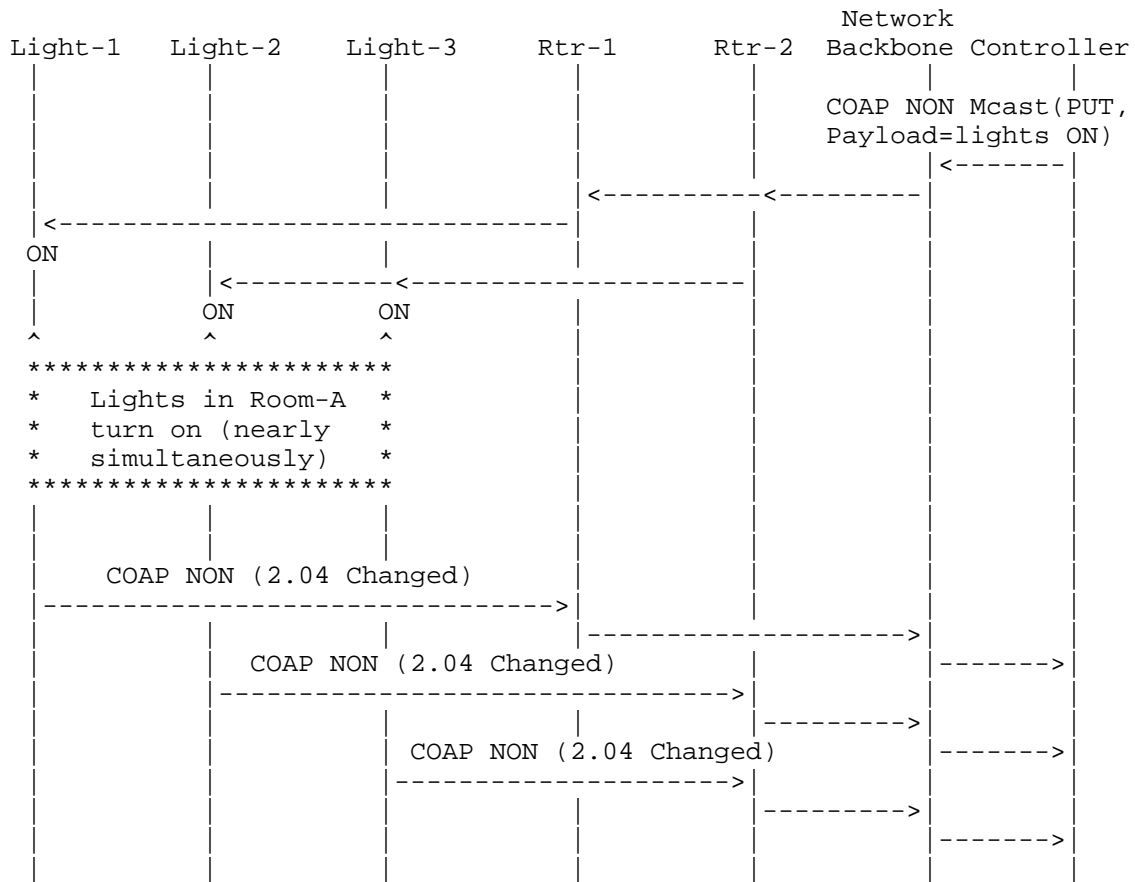 Network
Light-1 Light-2 Light-3 Rtr-1 Rtr-2 Backbone Controller
COAP NON Mcast(PUT,
Payload=lights ON)
ON
ON ON
Lights in Room-A
turn on (nearly
simultaneously)
COAP NON (2.04 Changed)
COAP NON (2.04 Changed)
COAP NON (2.04 Changed)